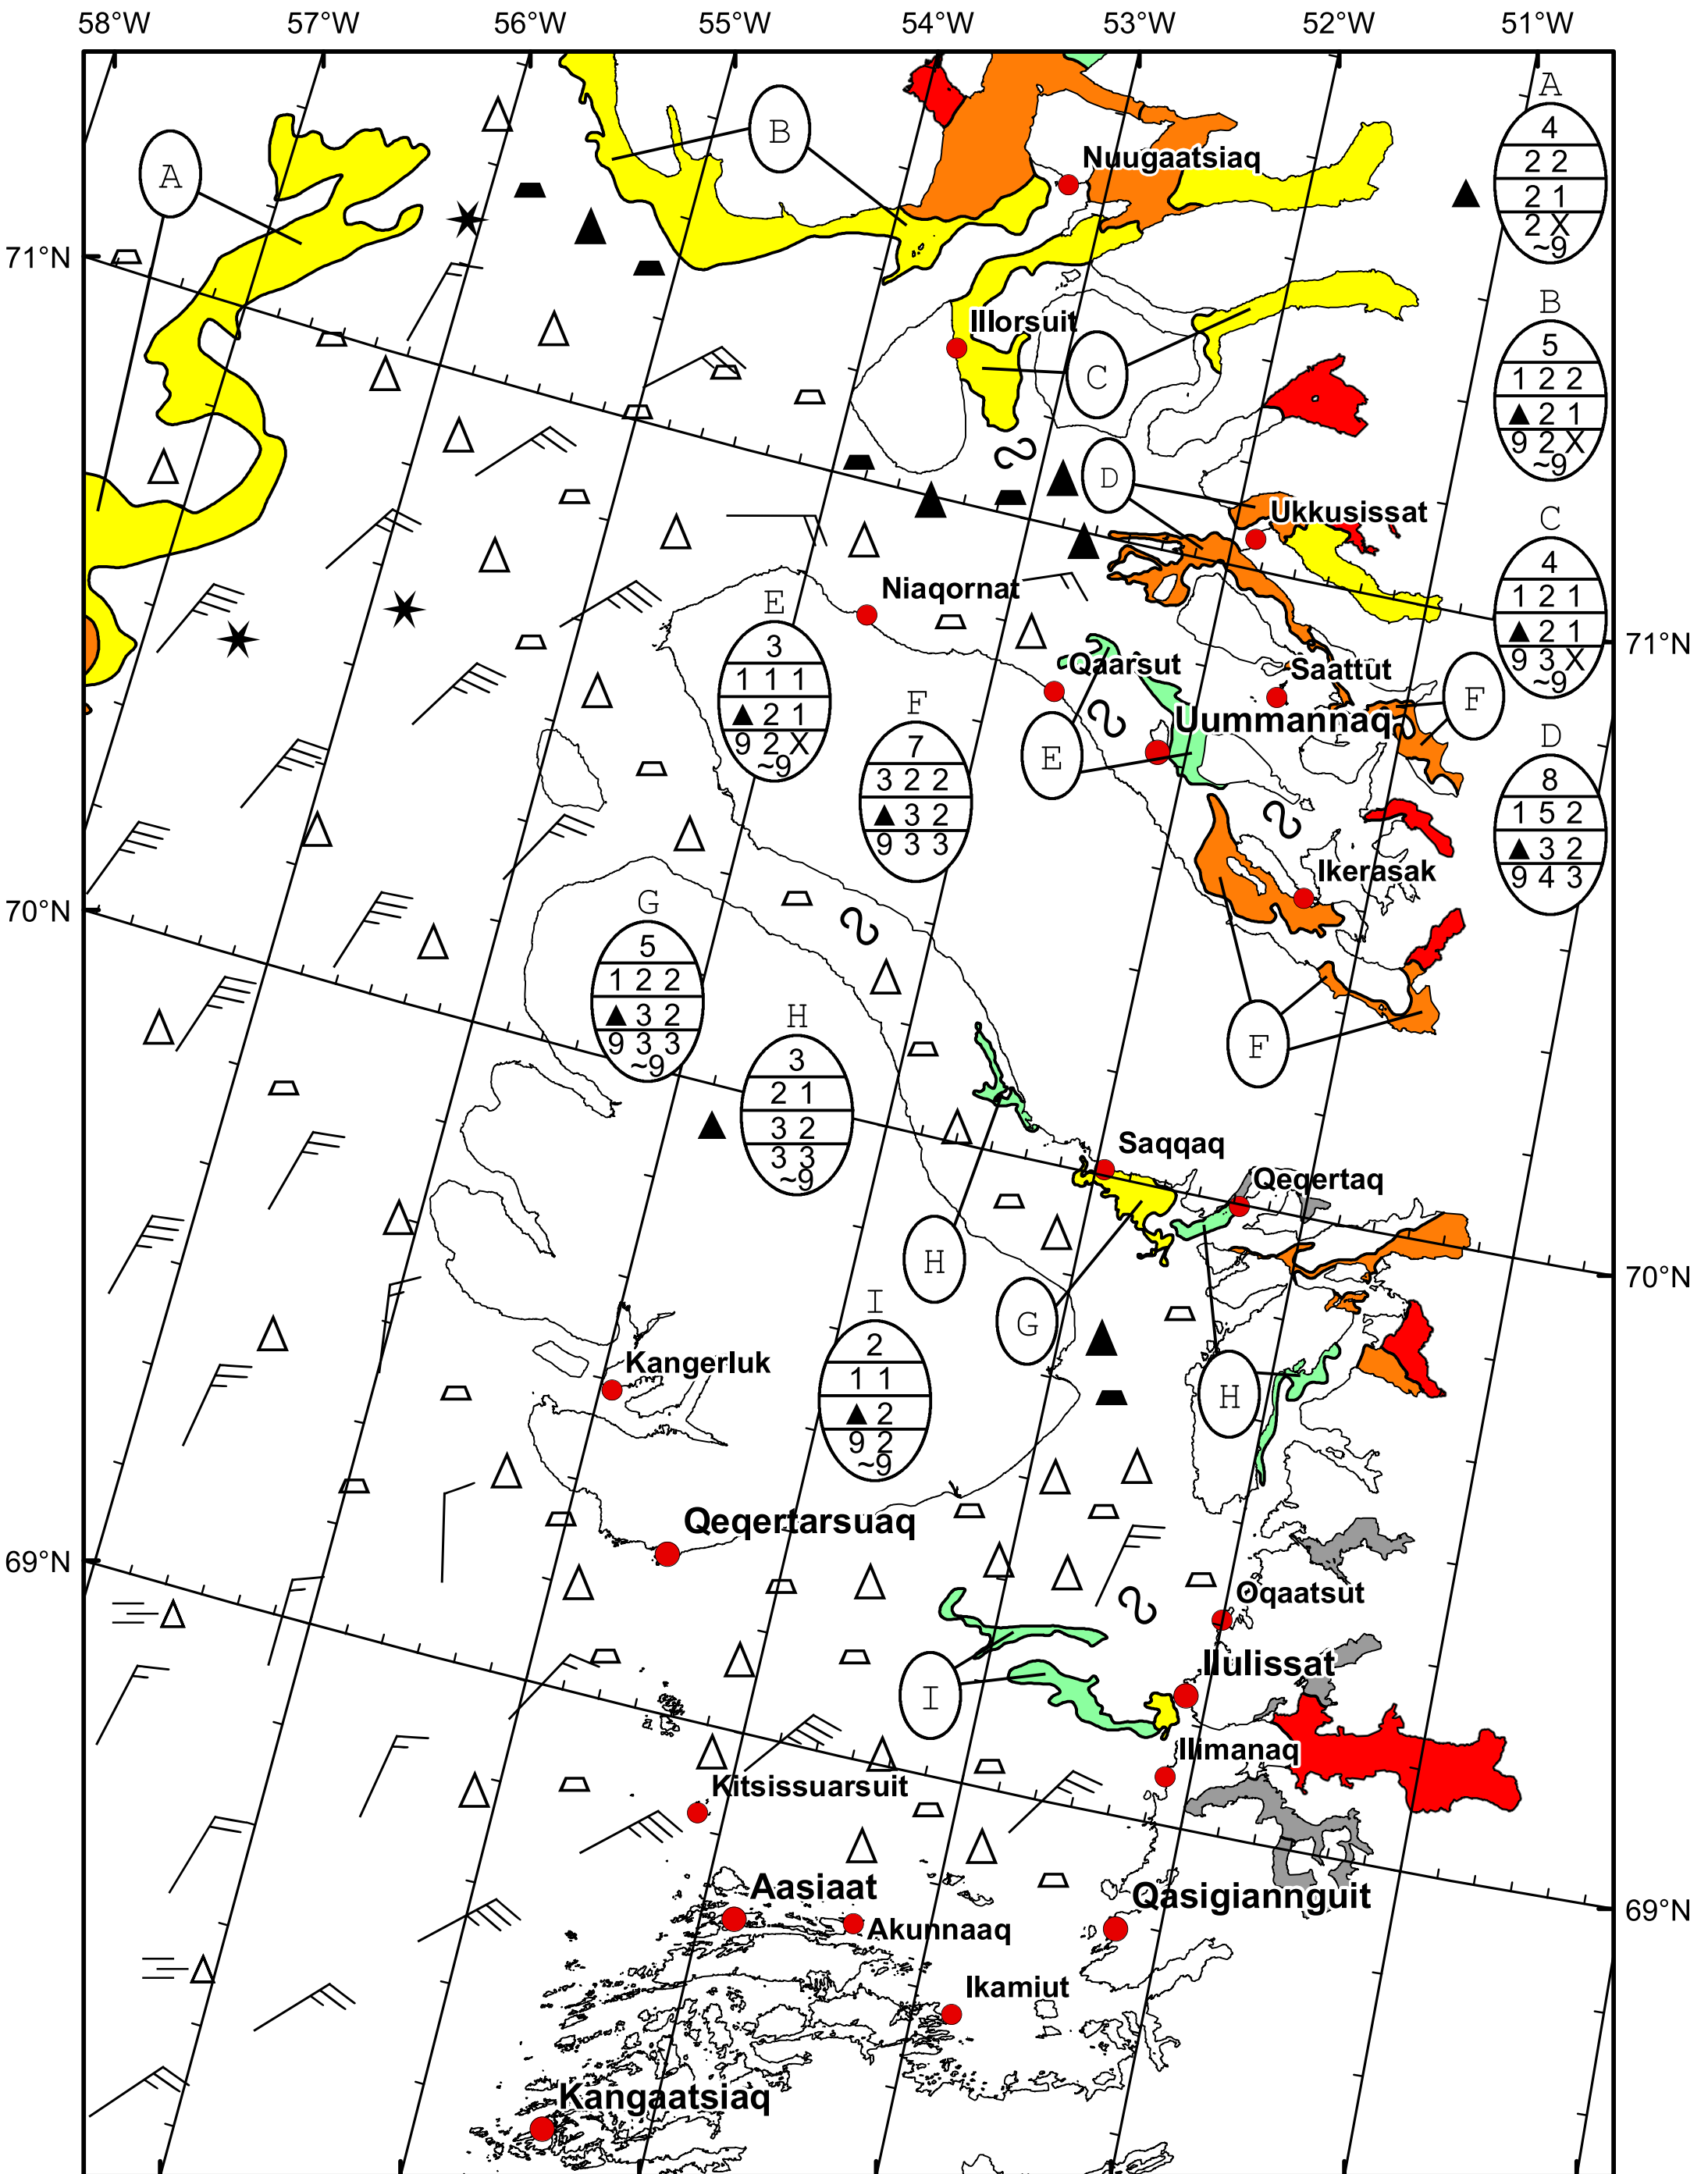 58°W 57°W 56°W 55°W 54°W 53°W 52°W 51°W
A
4
2 2
2 1
2 X
~9
B
A
Nuugaatsiaq
71°N
B
5
1 2 2
▲ 2 1
9 2 X
~9
Illorsuit
C
D
Ukkusissat
C
4
1 2 1
▲ 2 1
9 3 X
~9
Niaqornat
E
3
1 1 1
▲ 2 1
9 2 X
~9
71°N
Qaarsut
Saattut
F
Uummannaq
E
F
7
3 2 2
▲ 3 2
9 3 3
D
8
1 5 2
▲ 3 2
9 4 3
Ikerasak
70°N
G
5
1 2 2
▲ 3 2
9 3 3
~9
F
H
3
2 1
3 2
3 3
~9
Saqqaq
Qeqertaq
H
70°N
G
I
2
1 1
▲ 2
9 2
~9
Kangerluk
H
Qeqertarsuaq
69°N
Oqaatsut
Ilulissat
I
Ilimanaq
Kitsissuarsuit
Aasiaat
Qasigiannguit
69°N
Akunnaaq
Ikamiut
Kangaatsiaq